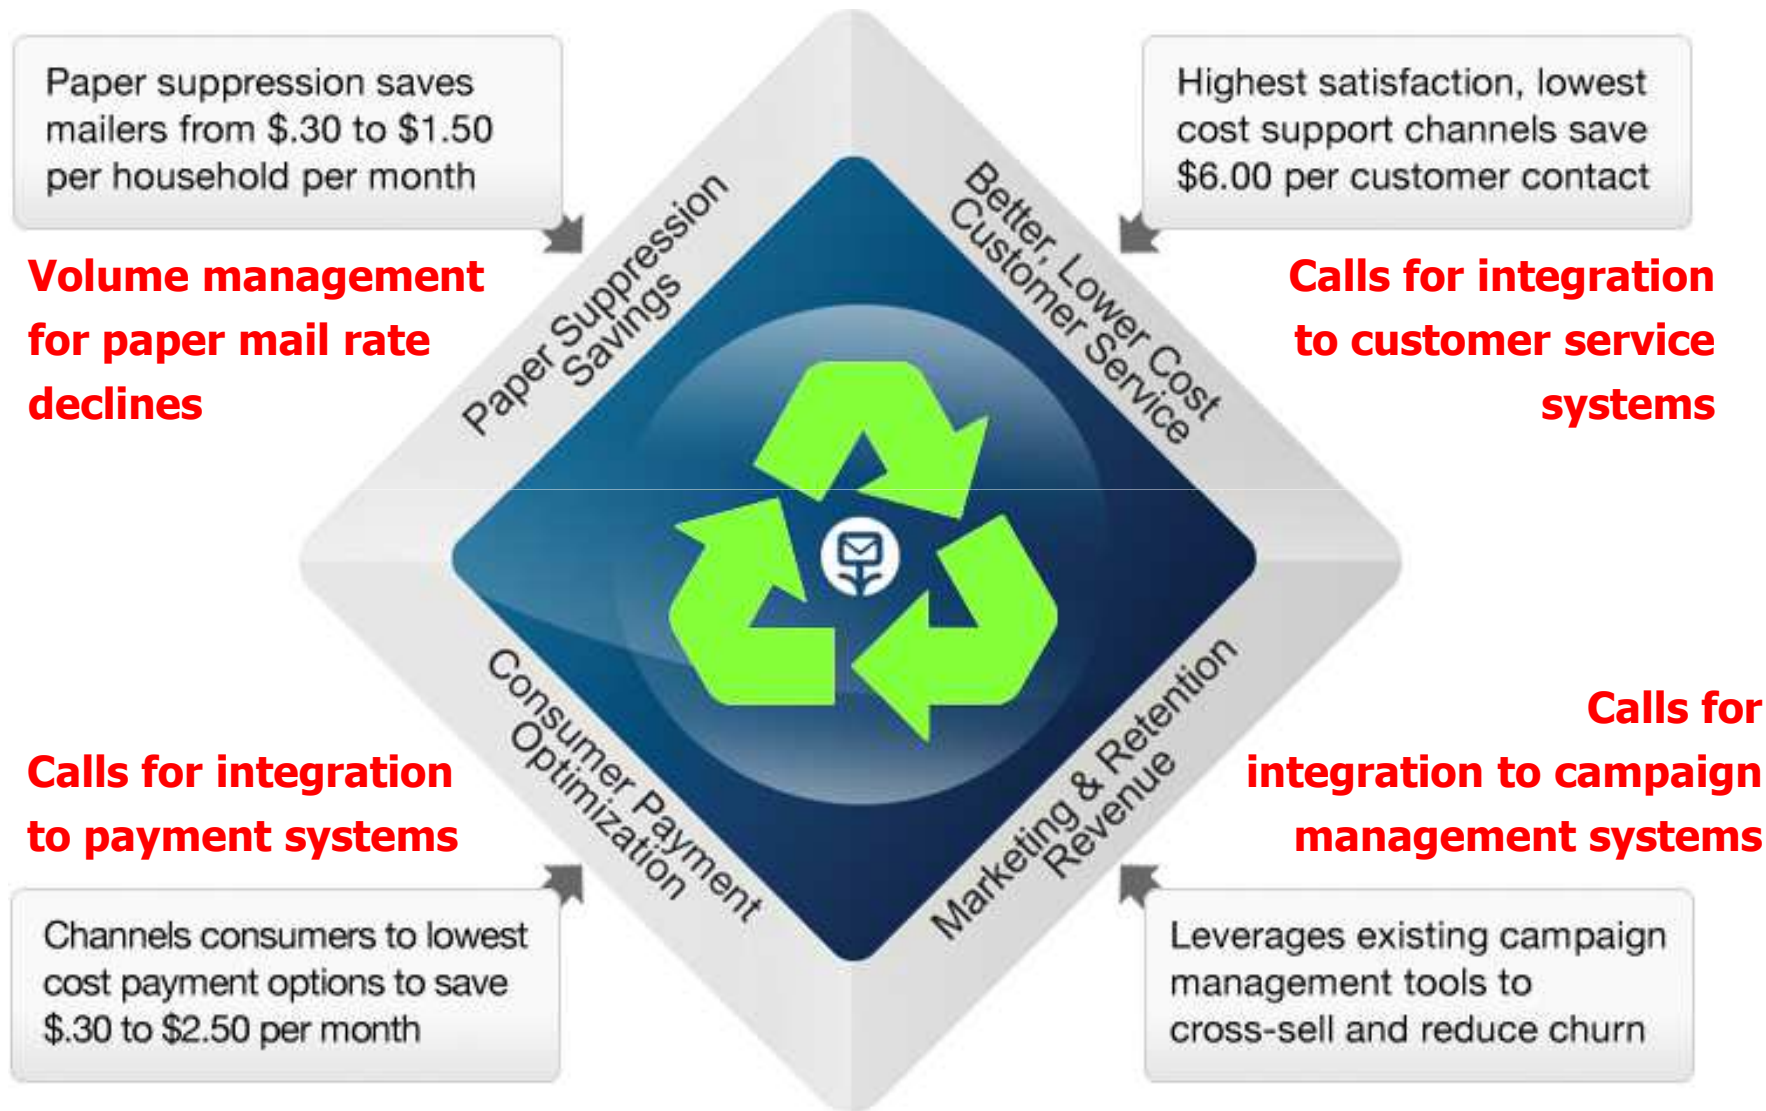 Paper suppression saves
mailers from $.30 to $1.50
per household per month
Highest satisfaction, lowest
cost support channels save
$6.00 per customer contact
Volume management
for paper mail rate
declines
Paper Suppression
Savings
Better, Lower Cost
Customer Service
Calls for integration
to customer service
systems
Calls for integration
to payment systems
Consumer Payment
Optimization
Marketing & Retention
Revenue
Calls for
integration to campaign
management systems
Channels consumers to lowest
cost payment options to save
$.30 to $2.50 per month
Leverages existing campaign
management tools to
cross-sell and reduce churn